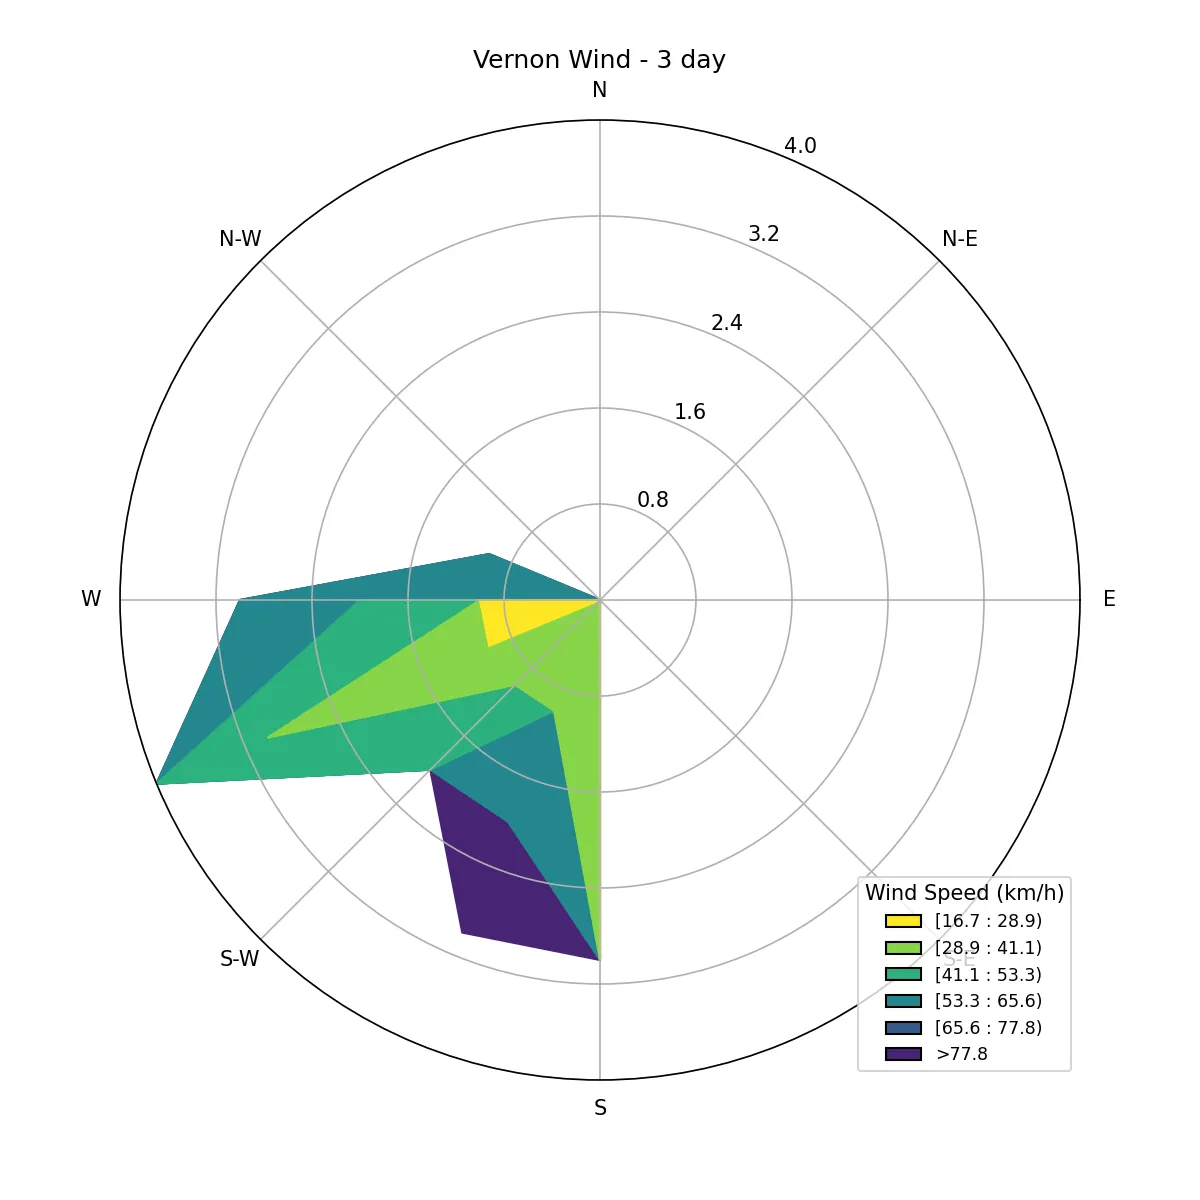 Vernon Wind - 3 day
N
4.0
N-W
N-E
3.2
2.4
1.6
0.8
W
E
S-W
S-E
S
Wind Speed (km/h)
[16.7 : 28.9)
[28.9 : 41.1)
[41.1 : 53.3)
[53.3 : 65.6)
[65.6 : 77.8)
>77.8